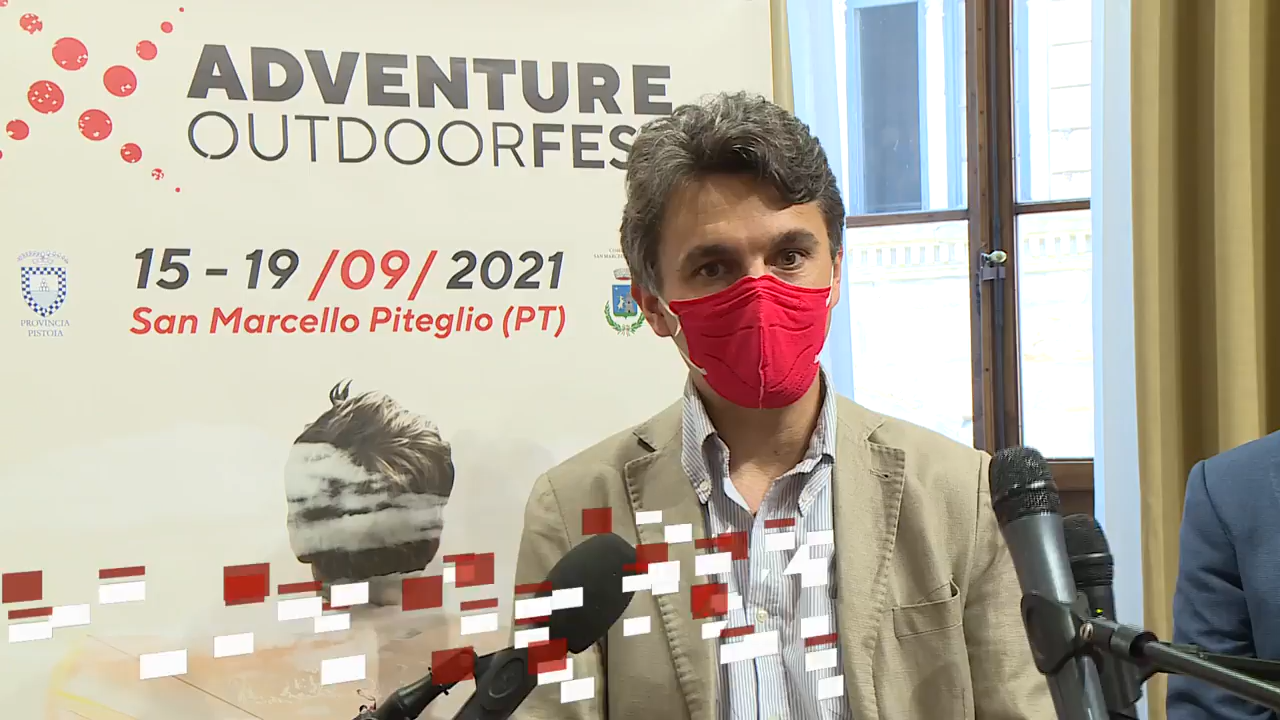 ADVENTURE
OUTDOORFES
15 - 19 /09/ 2021
San Marcello Piteglio (PT)
PROVINCIA
PISTOIA